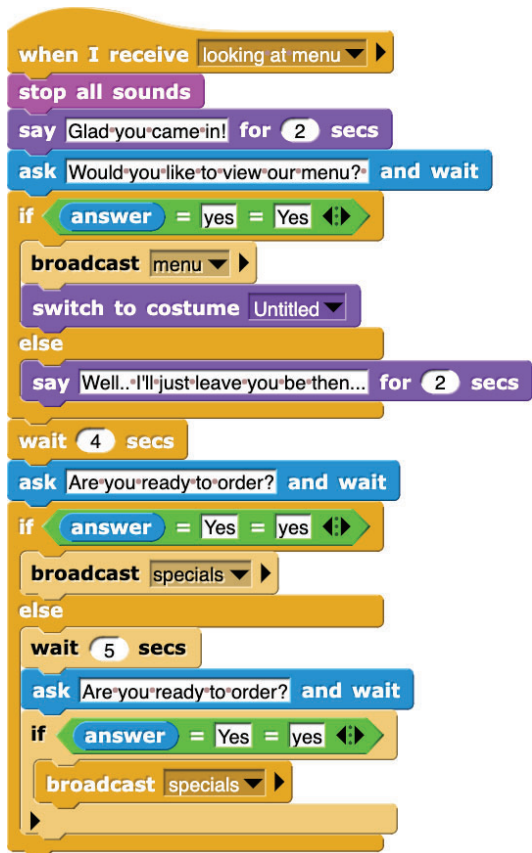 when I receive looking at menu
stop all sounds
say Glad you came in! for 2 secs
ask Would you like to view our menu? and wait
if answer = yes = Yes
broadcast menu
switch to costume Untitled
else
say Well.. I'll just leave you be then... for 2 secs
wait 4 secs
ask Are you ready to order? and wait
if answer = Yes = yes
broadcast specials
else
wait 5 secs
ask Are you ready to order? and wait
if answer = Yes = yes
broadcast specials